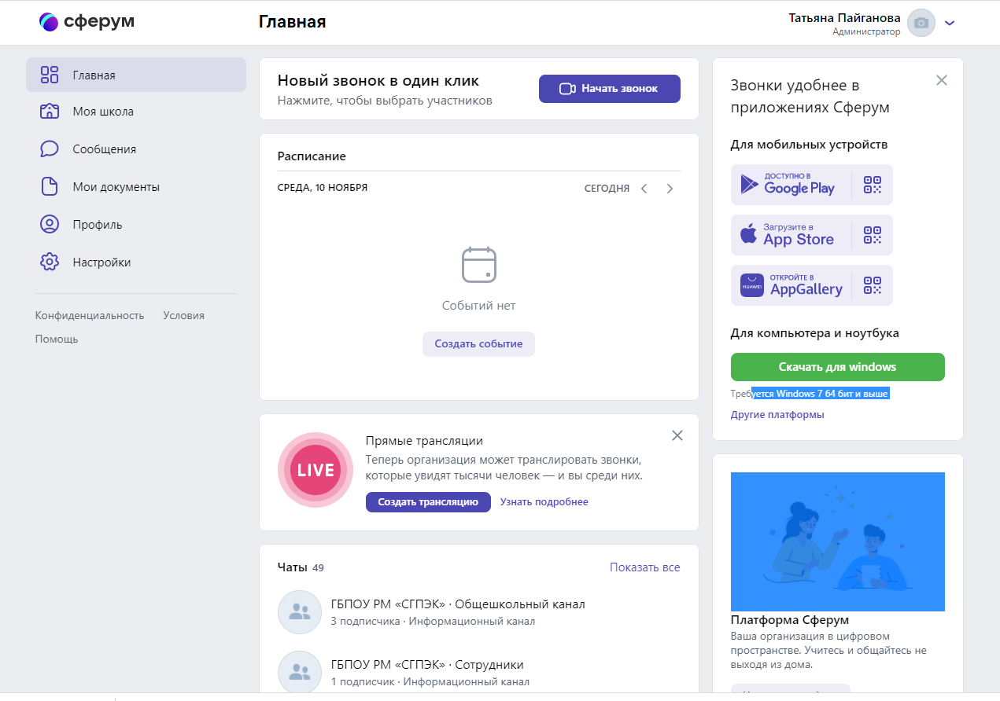 сферум
Главная
Татьяна Пайганова
Администратор
Главная
Моя школа
Сообщения
Мои документы
Профиль
Настройки
Конфиденциальность Условия
Помощь
Новый звонок в один клик
Нажмите, чтобы выбрать участников
Начать звонок
Расписание
СРЕДА, 10 НОЯБРЯ
СЕГОДНЯ
Событий нет
Создать событие
LIVE
Прямые трансляции
Теперь организация может транслировать звонки,
которые увидят тысячи человек — и вы среди них.
Создать трансляцию Узнать подробнее
Чаты 49
Показать все
ГБПОУ РМ «СГПЭК» · Общешкольный канал
3 подписчика · Информационный канал
ГБПОУ РМ «СГПЭК» · Сотрудники
1 подписчик · Информационный канал
Звонки удобнее в
приложениях Сферум
Для мобильных устройств
ДОСТУПНО В
Google Play
Загрузите в
App Store
HUAWEI
ОТКРОЙТЕ В
AppGallery
Для компьютера и ноутбука
Скачать для windows
Требуется Windows 7 64 бит и выше
Другие платформы
Платформа Сферум
Ваша организация в цифровом
пространстве. Учитесь и общайтесь не
выходя из дома.